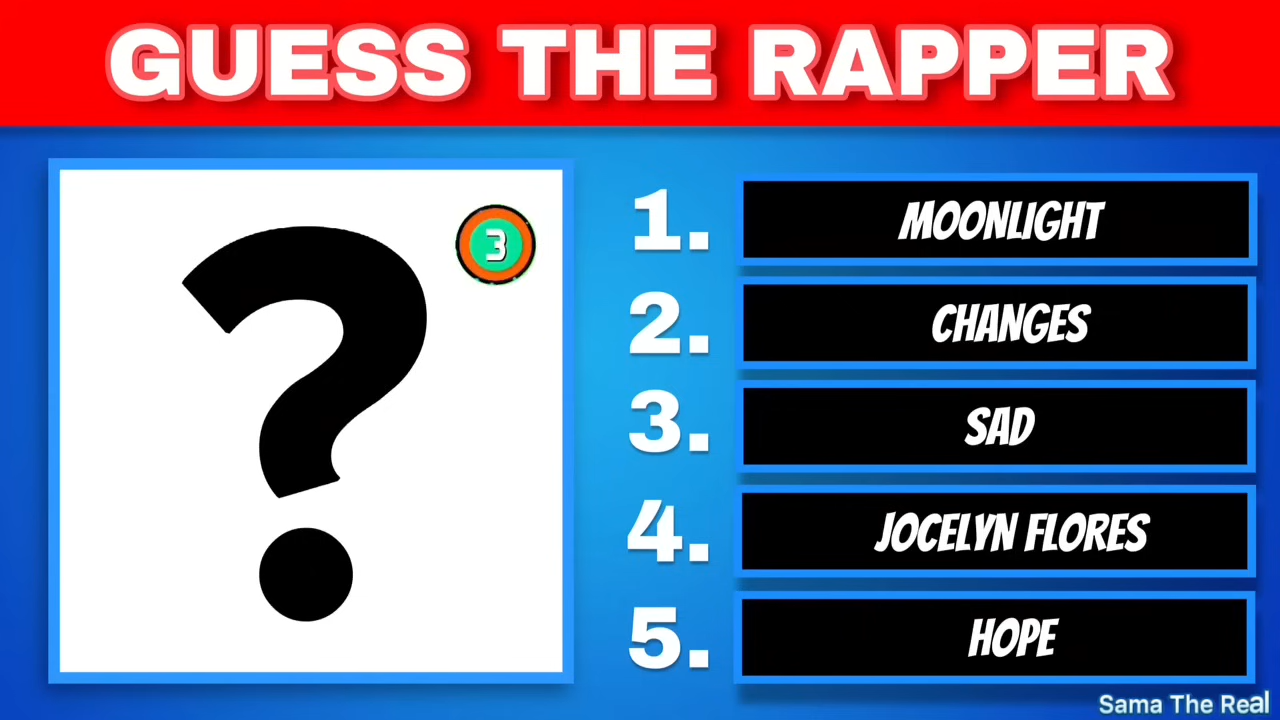 GUESS THE RAPPER
3
1. MOONLIGHT
2. CHANGES
3. SAD
4. JOCELYN FLORES
5. HOPE
Sama The Real